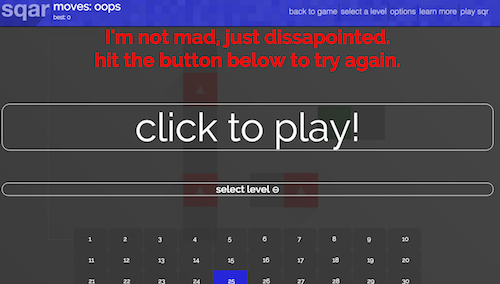 sqar
moves: oops
best: 0
back to game select a level options learn more play sqr
I'm not mad, just dissapointed.
hit the button below to try again.
click to play!
select level ⊖
1 2 3 4 5 6 7 8 9 10
11 12 13 14 15 16 17 18 19 20
21 22 23 24 25 26 27 28 29 30